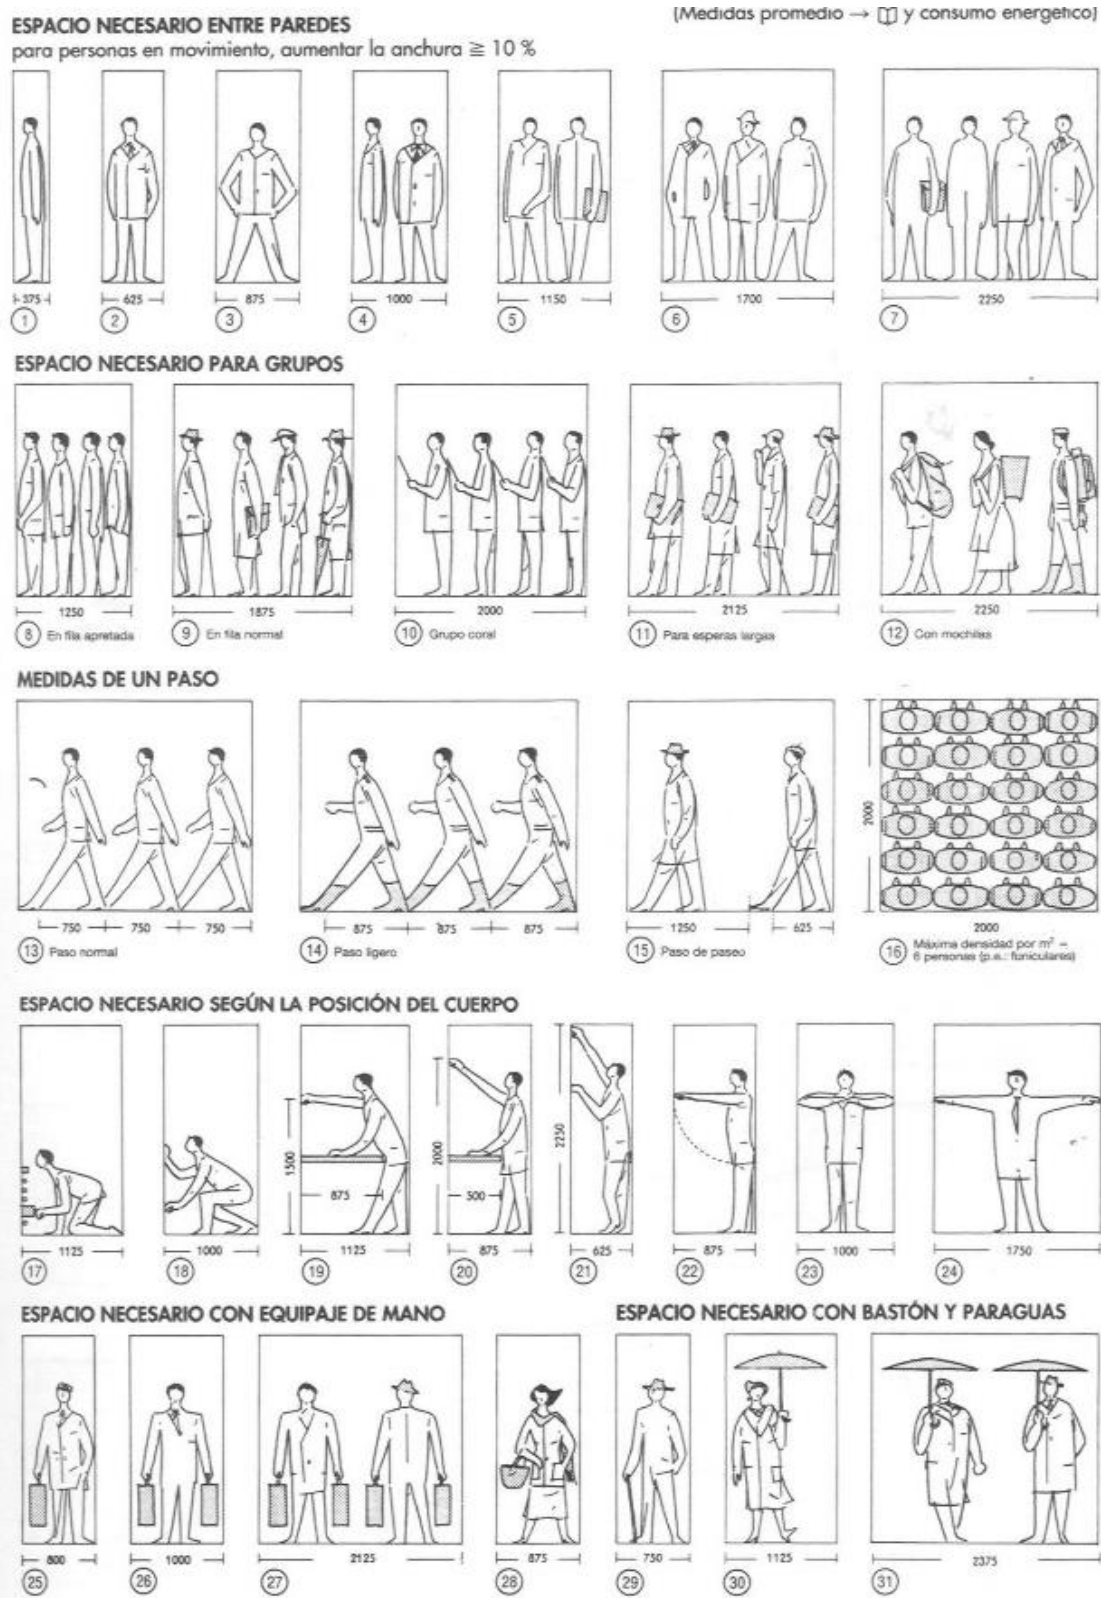 (Medidas promedio → y consumo energético)
ESPACIO NECESARIO ENTRE PAREDES
para personas en movimiento, aumentar la anchura ≧ 10 %
375 625 875 1000 1150 1700 2250
1 2 3 4 5 6 7
ESPACIO NECESARIO PARA GRUPOS
1250 1875 2000 2125 2250
8 En fila apretada
9 En fila normal
10 Grupo coral
11 Para esperas largas
12 Con mochilas
MEDIDAS DE UN PASO
2000
750 750 750 875 875 875 1250 625 2000
13 Paso normal
14 Paso ligero
15 Paso de paseo
16 Máxima densidad por m² =
6 personas (p.e.: funiculares)
ESPACIO NECESARIO SEGÚN LA POSICIÓN DEL CUERPO
1500 2000 2250
875 500
1125 1000 1125 875 625 875 1000 1750
17 18 19 20 21 22 23 24
ESPACIO NECESARIO CON EQUIPAJE DE MANO
800 1000 2125 875
25 26 27 28
ESPACIO NECESARIO CON BASTÓN Y PARAGUAS
750 1125 2375
29 30 31